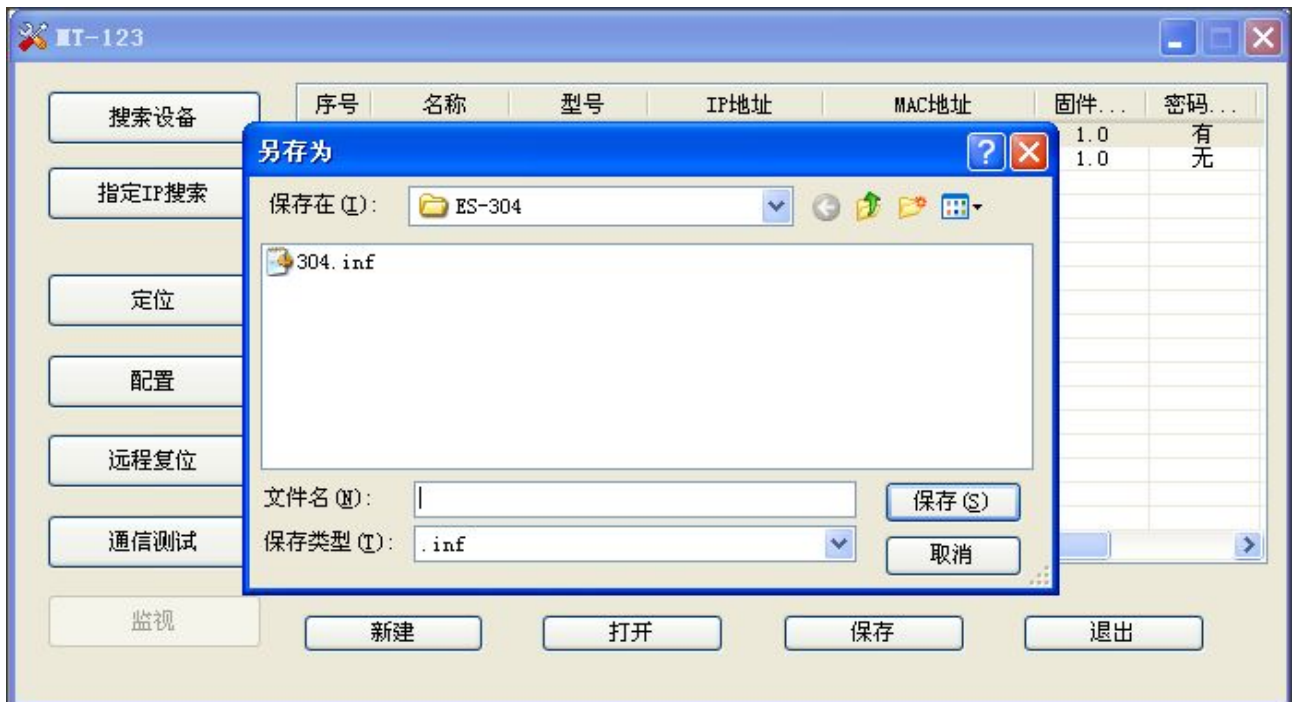 MT-123
搜索设备
序号 名称 型号 IP地址 MAC地址 固件... 密码...
1.0 有
1.0 无
另存为
指定IP搜索
保存在(I): ES-304
304.inf
定位
配置
远程复位
文件名(N): 保存(S)
通信测试
保存类型(T): .inf 取消
监视
新建 打开 保存 退出